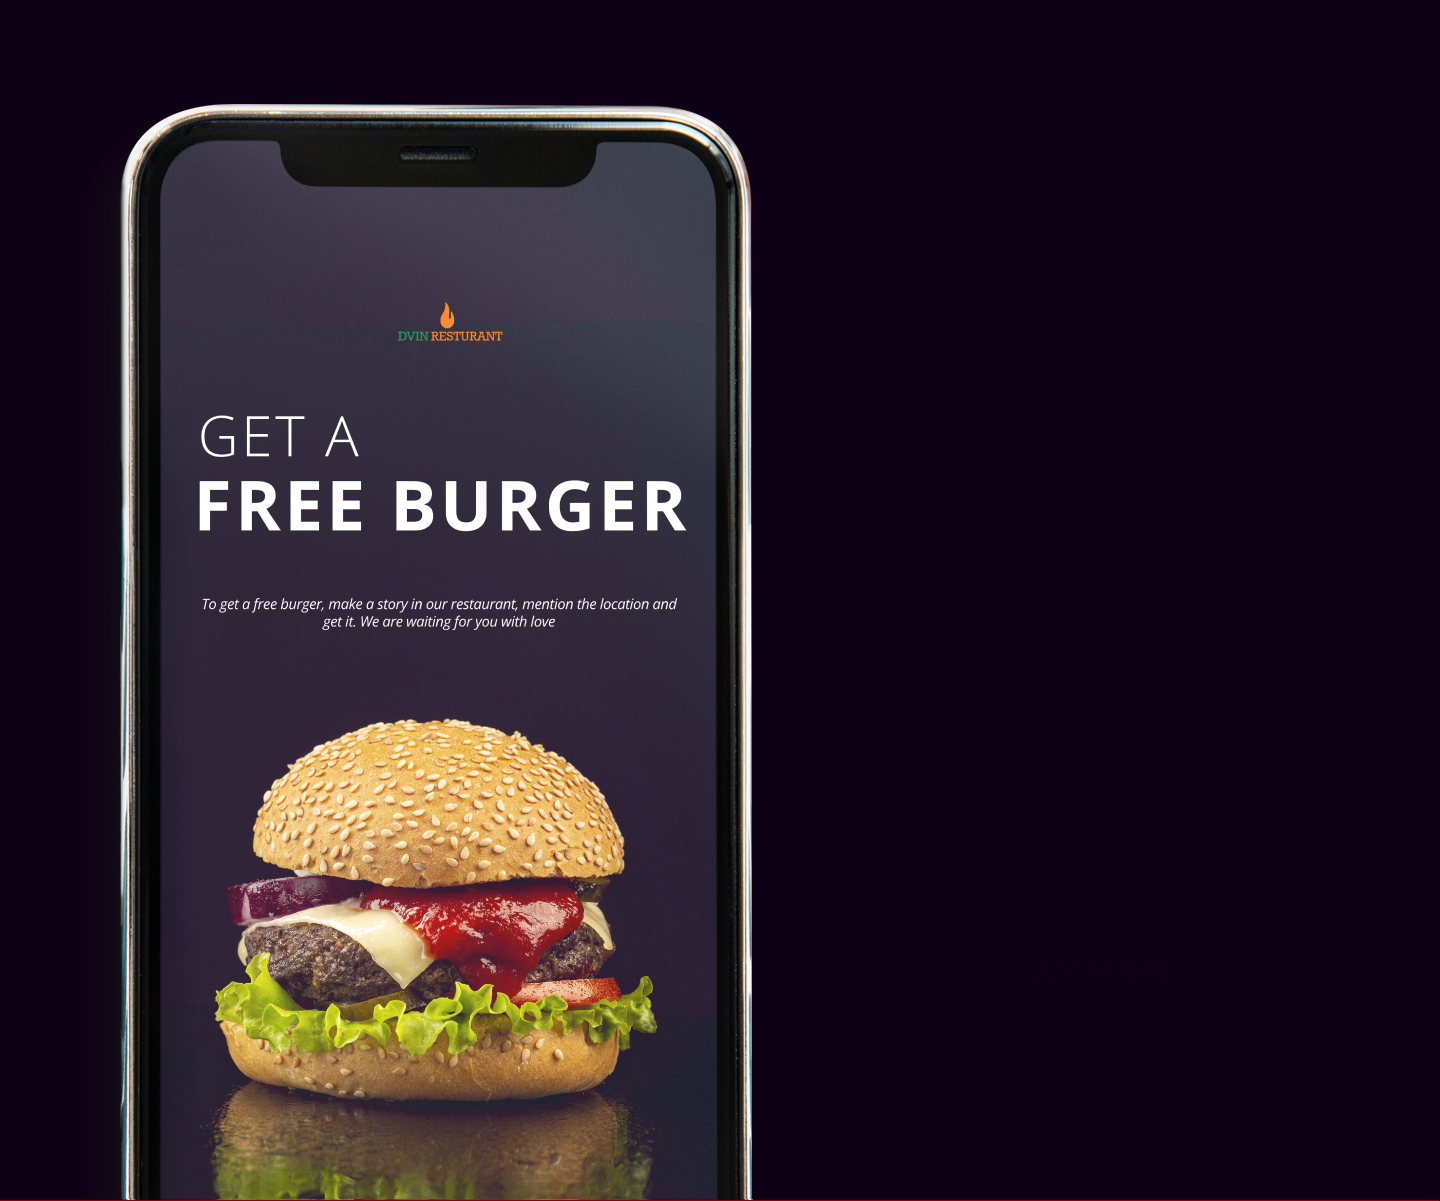 DVIN RESTURANT
GET A
FREE BURGER
To get a free burger, make a story in our restaurant, mention the location and
get it. We are waiting for you with love